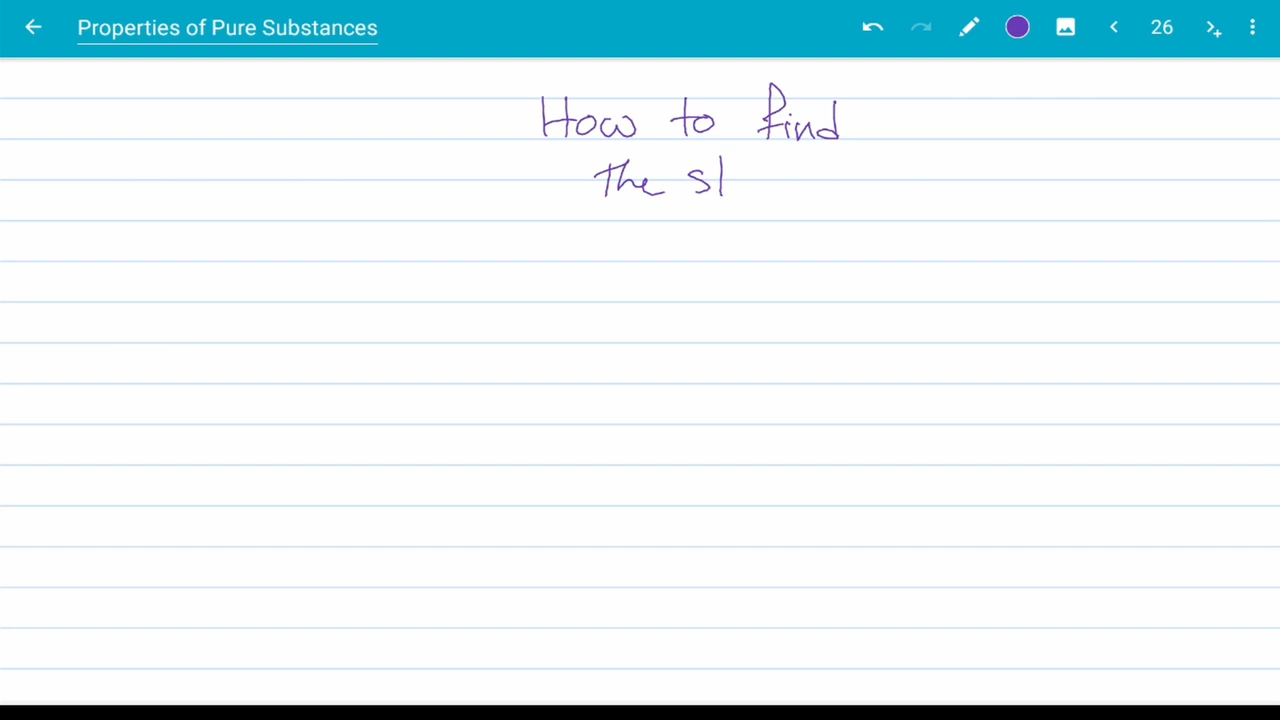 Properties of Pure Substances
26
How to find
the sl